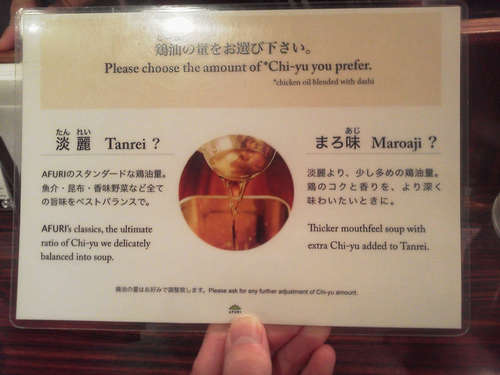 鶏油の量をお選び下さい。
Please choose the amount of *Chi-yu you prefer.
*chicken oil blended with dashi
たん れい
淡 麗 Tanrei ?
AFURIのスタンダードな鶏油量。
魚介・昆布・香味野菜など全て
の旨味をベストバランスで。
AFURI's classics, the ultimate
ratio of Chi-yu we delicately
balanced into soup.
あじ
まろ味 Maroaji ?
淡麗より、少し多めの鶏油量。
鶏のコクと香りを、より深く
味わいたいときに。
Thicker mouthfeel soup with
extra Chi-yu added to Tanrei.
鶏油の量はお好みで調整致します。Please ask for any further adjustment of Chi-yu amount.
AFURI